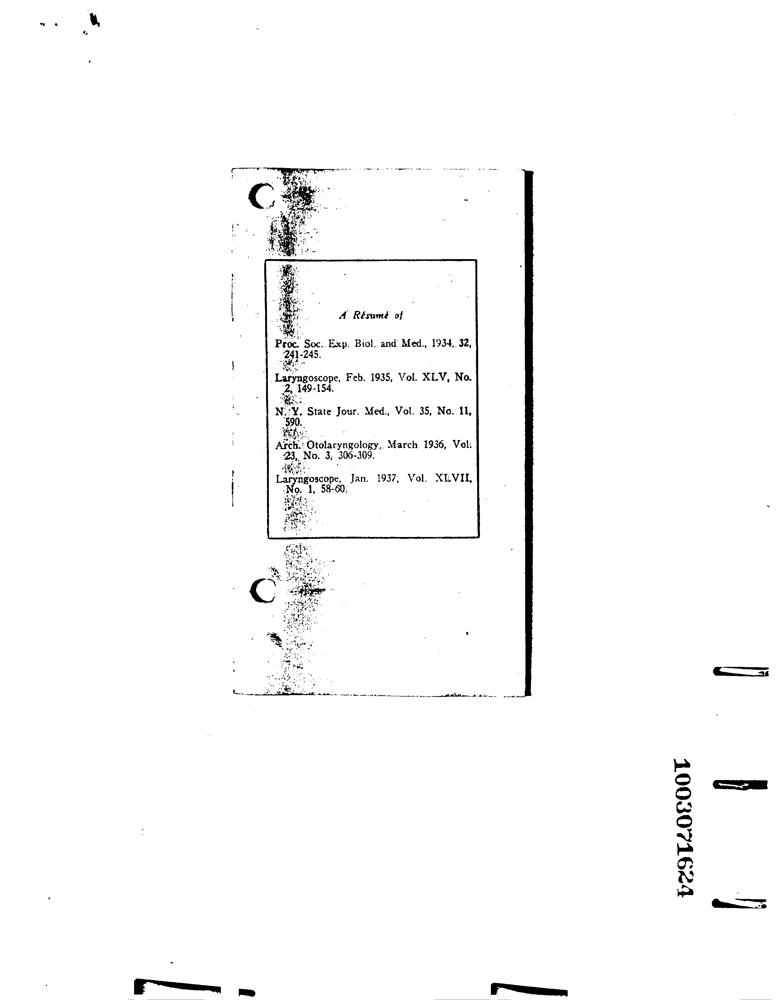 A Résumé of
Proc. Soc. Exp. Biol. and Med., 1934, 32,
241-245.
Laryngoscope, Feb. 1935, Vol. XLV, No.
2, 149-154.
N. Y. State Jour. Med., Vol. 35, No. 11,
590.
Arch. Otolaryngology, March 1936, Vol.
23, No. 3, 306-309.
Laryngoscope, Jan. 1937, Vol. XLVII,
No. 1, 58-60.
1003071624